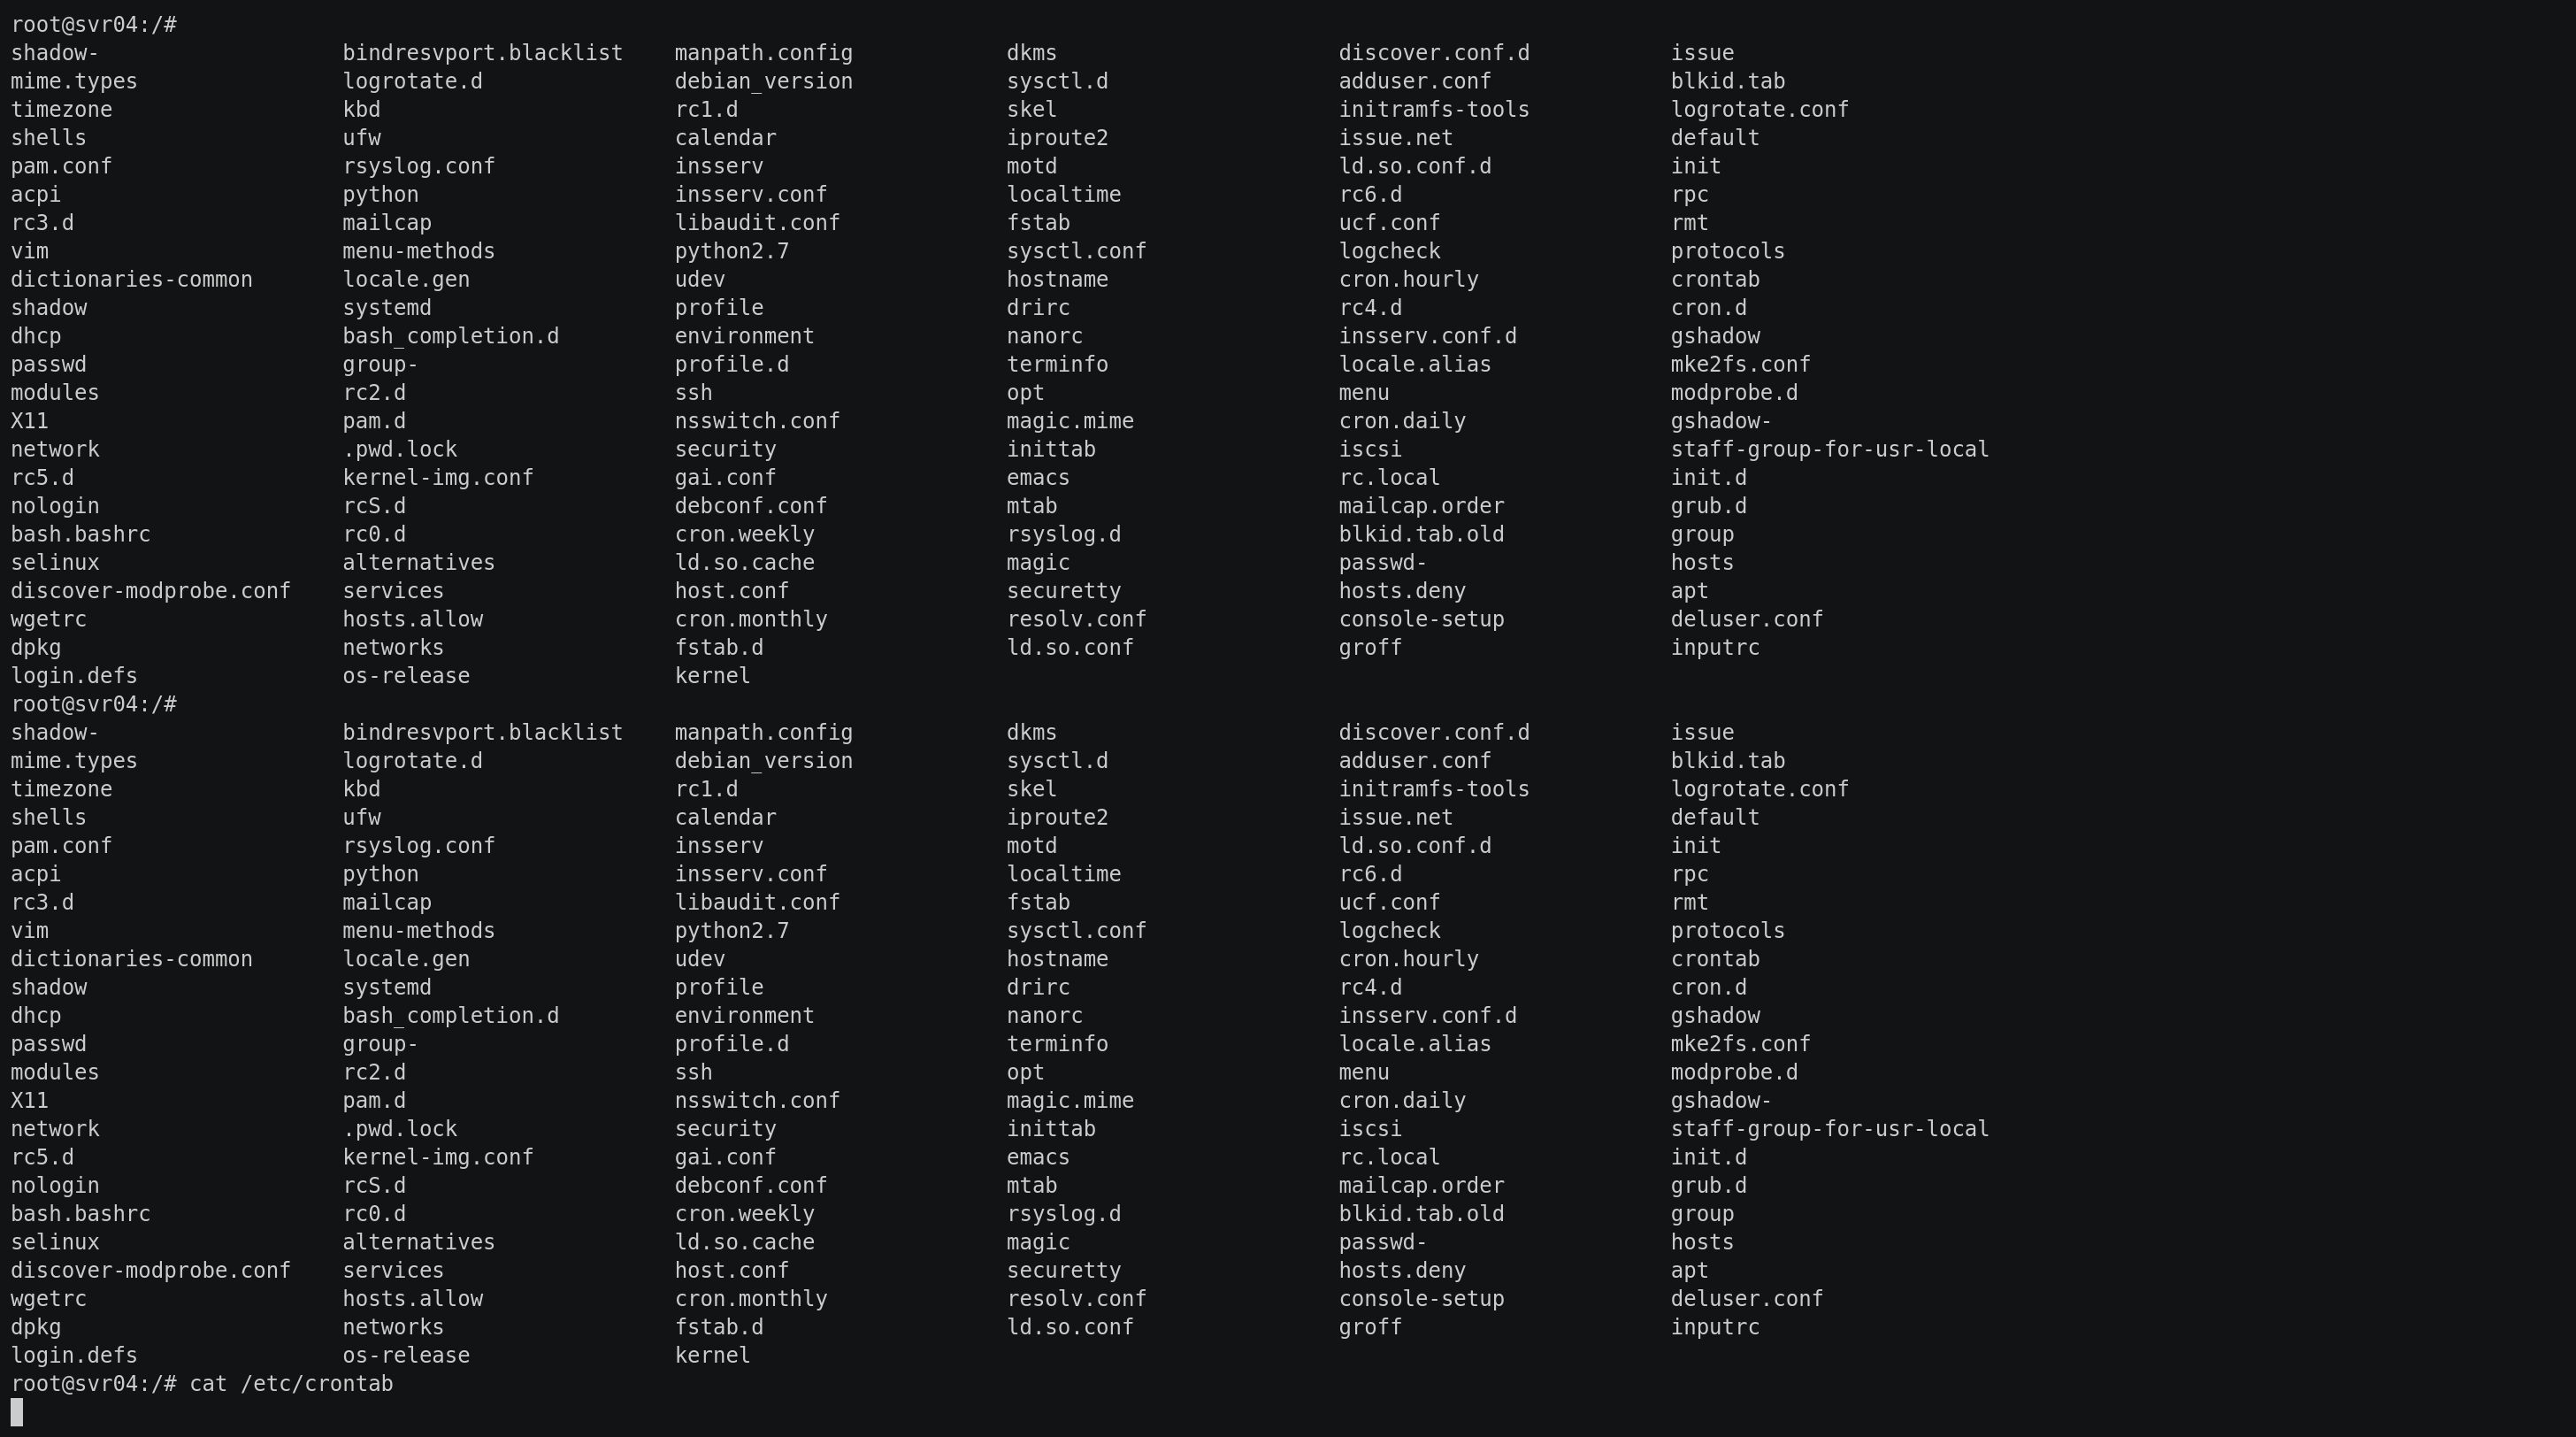 root@svr04:/#
shadow- bindresvport.blacklist manpath.config dkms discover.conf.d issue
mime.types logrotate.d debian_version sysctl.d adduser.conf blkid.tab
timezone kbd rc1.d skel initramfs-tools logrotate.conf
shells ufw calendar iproute2 issue.net default
pam.conf rsyslog.conf insserv motd ld.so.conf.d init
acpi python insserv.conf localtime rc6.d rpc
rc3.d mailcap libaudit.conf fstab ucf.conf rmt
vim menu-methods python2.7 sysctl.conf logcheck protocols
dictionaries-common locale.gen udev hostname cron.hourly crontab
shadow systemd profile drirc rc4.d cron.d
dhcp bash_completion.d environment nanorc insserv.conf.d gshadow
passwd group- profile.d terminfo locale.alias mke2fs.conf
modules rc2.d ssh opt menu modprobe.d
X11 pam.d nsswitch.conf magic.mime cron.daily gshadow-
network .pwd.lock security inittab iscsi staff-group-for-usr-local
rc5.d kernel-img.conf gai.conf emacs rc.local init.d
nologin rcS.d debconf.conf mtab mailcap.order grub.d
bash.bashrc rc0.d cron.weekly rsyslog.d blkid.tab.old group
selinux alternatives ld.so.cache magic passwd- hosts
discover-modprobe.conf services host.conf securetty hosts.deny apt
wgetrc hosts.allow cron.monthly resolv.conf console-setup deluser.conf
dpkg networks fstab.d ld.so.conf groff inputrc
login.defs os-release kernel
root@svr04:/#
shadow- bindresvport.blacklist manpath.config dkms discover.conf.d issue
mime.types logrotate.d debian_version sysctl.d adduser.conf blkid.tab
timezone kbd rc1.d skel initramfs-tools logrotate.conf
shells ufw calendar iproute2 issue.net default
pam.conf rsyslog.conf insserv motd ld.so.conf.d init
acpi python insserv.conf localtime rc6.d rpc
rc3.d mailcap libaudit.conf fstab ucf.conf rmt
vim menu-methods python2.7 sysctl.conf logcheck protocols
dictionaries-common locale.gen udev hostname cron.hourly crontab
shadow systemd profile drirc rc4.d cron.d
dhcp bash_completion.d environment nanorc insserv.conf.d gshadow
passwd group- profile.d terminfo locale.alias mke2fs.conf
modules rc2.d ssh opt menu modprobe.d
X11 pam.d nsswitch.conf magic.mime cron.daily gshadow-
network .pwd.lock security inittab iscsi staff-group-for-usr-local
rc5.d kernel-img.conf gai.conf emacs rc.local init.d
nologin rcS.d debconf.conf mtab mailcap.order grub.d
bash.bashrc rc0.d cron.weekly rsyslog.d blkid.tab.old group
selinux alternatives ld.so.cache magic passwd- hosts
discover-modprobe.conf services host.conf securetty hosts.deny apt
wgetrc hosts.allow cron.monthly resolv.conf console-setup deluser.conf
dpkg networks fstab.d ld.so.conf groff inputrc
login.defs os-release kernel
root@svr04:/# cat /etc/crontab